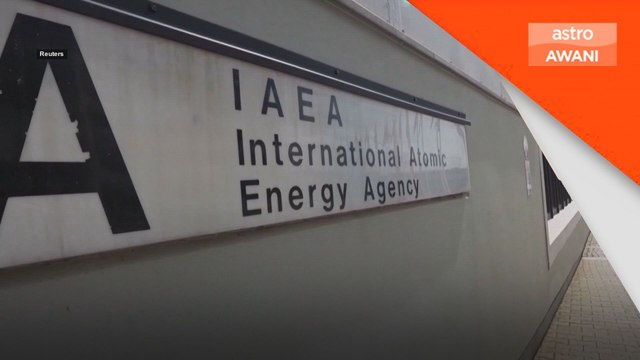 Reuters
astro
AWANI
A
IAEA
International Atomic
Energy Agency